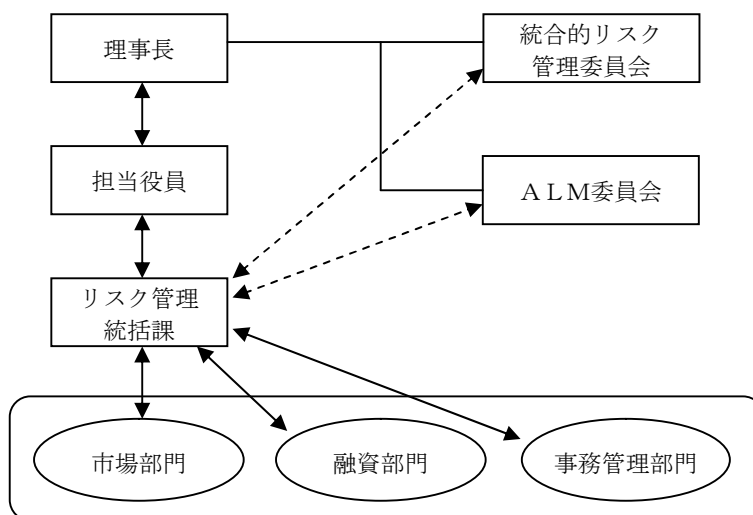 理事長
統合的リスク
管理委員会
担当役員
ＡＬＭ委員会
リスク管理
統括課
市場部門
融資部門
事務管理部門